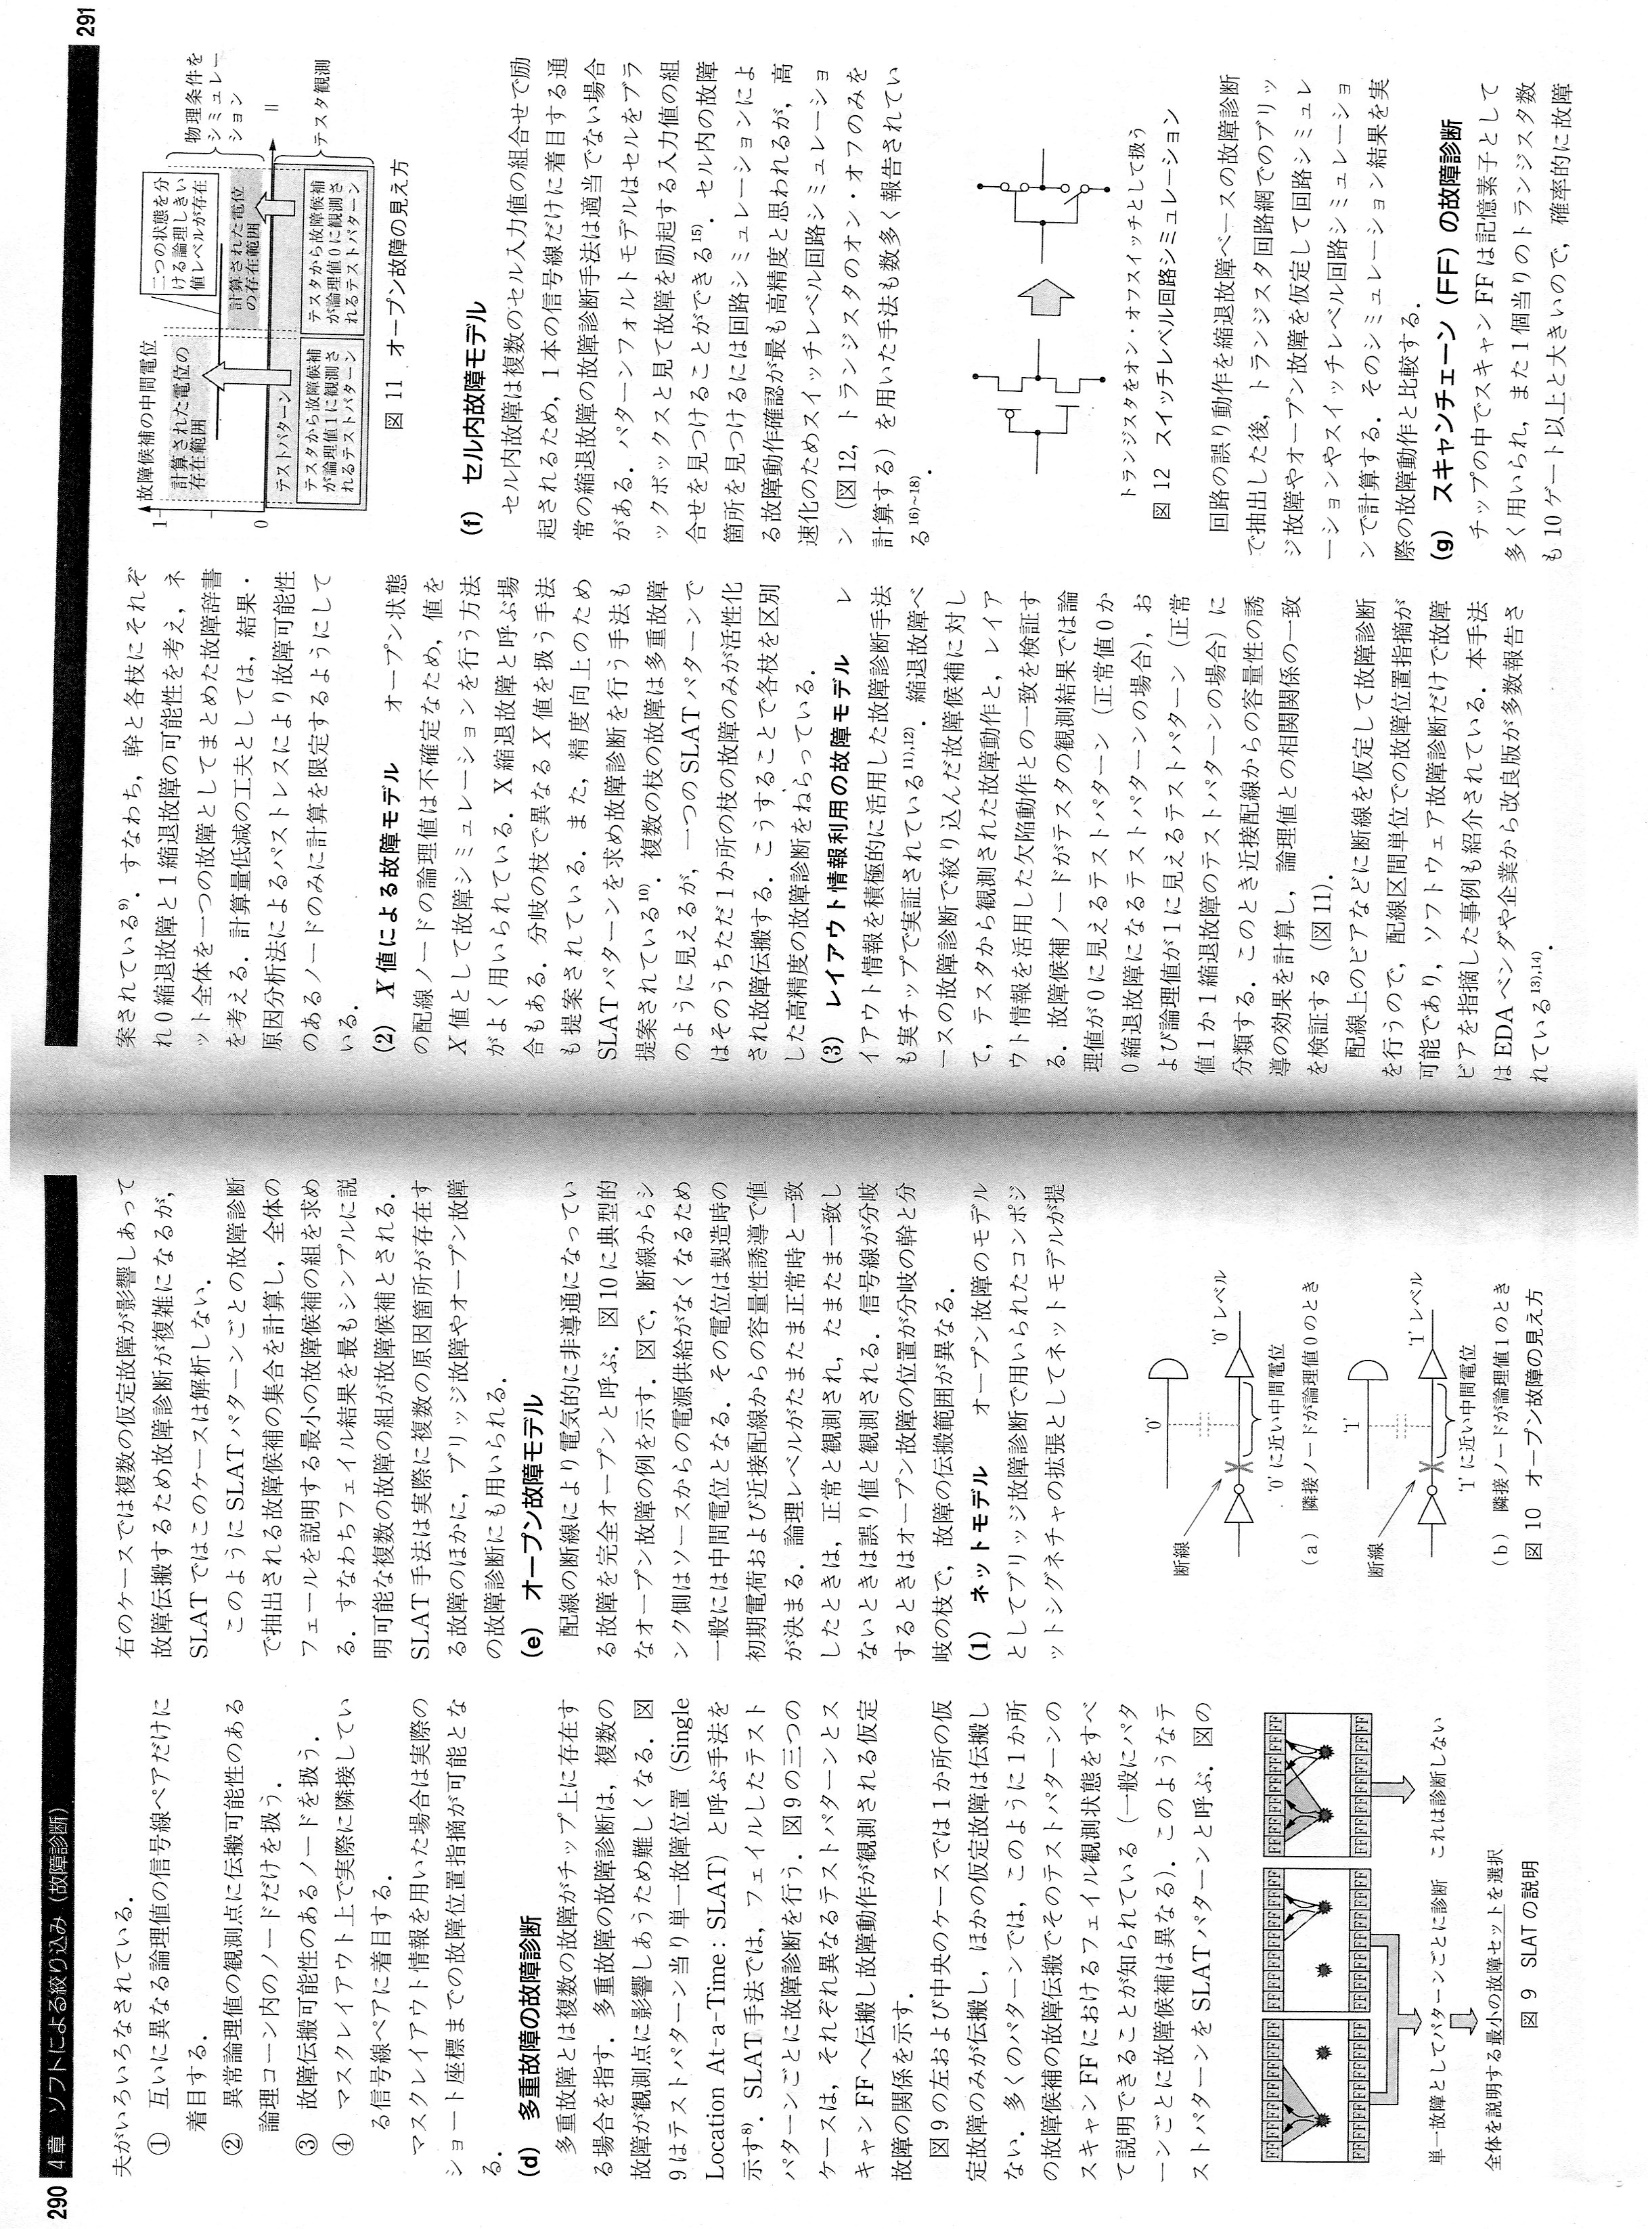 290 4章 ソフトによる絞り込み（故障診断）
夫がいろいろなされている．
① 互いに異なる論理値の信号線ペアだけに
着目する．
② 異常論理値の観測点に伝搬可能性のある
論理コーン内のノードだけを扱う．
③ 故障伝搬可能性のあるノードを扱う．
④ マスクレイアウト上で実際に隣接してい
る信号線ペアに着目する．
マスクレイアウト情報を用いた場合は実際の
ショート座標までの故障位置指摘が可能とな
る．
(d) 多重故障の故障診断
多重故障とは複数の故障がチップ上に存在す
る場合を指す．多重故障の故障診断は，複数の
故障が観測点に影響しあうため難しくなる．図
9はテストパターン当り単一故障位置（Single
Location At-a-Time：SLAT）と呼ぶ手法を
示す8)．SLAT手法では，フェイルしたテスト
パターンごとに故障診断を行う．図9の三つの
ケースは，それぞれ異なるテストパターンとス
キャンFFへ伝搬し故障動作が観測される仮定
故障の関係を示す．
図9の左および中央のケースでは1か所の仮
定故障のみが伝搬し，ほかの仮定故障は伝搬し
ない．多くのパターンでは，このように1か所
の故障候補の故障伝搬でそのテストパターンの
スキャンFFにおけるフェイル観測状態をすべ
て説明できることが知られている（一般にパタ
ーンごとに故障候補は異なる）．このようなテ
ストパターンをSLATパターンと呼ぶ．図の
FF FF FF FF FF FF FF FF
FF FF FF FF FF FF FF FF
FF FF FF FF FF FF FF FF
FF FF FF FF FF FF FF FF
FF FF FF FF FF FF FF FF
FF FF FF FF FF FF FF FF
単一故障としてパターンごとに診断 これは診断しない
全体を説明する最小の故障セットを選択
図 9 SLATの説明
右のケースでは複数の仮定故障が影響しあって
故障伝搬するため故障診断が複雑になるが，
SLATではこのケースは解析しない．
このようにSLATパターンごとの故障診断
で抽出される故障候補の集合を計算し，全体の
フェールを説明する最小の故障候補の組を求め
る．すなわちフェイル結果を最もシンプルに説
明可能な複数の故障の組が故障候補とされる．
SLAT手法は実際に複数の原因箇所が存在す
る故障のほかに，ブリッジ故障やオープン故障
の故障診断にも用いられる．
(e) オープン故障モデル
配線の断線により電気的に非導通になってい
る故障を完全オープンと呼ぶ．図10に典型的
なオープン故障の例を示す．図で，断線からシ
ンク側はソースからの電源供給がなくなるため
一般には中間電位となる．その電位は製造時の
初期電荷および近接配線からの容量性誘導で値
が決まる．論理レベルがたまたま正常時と一致
したときは，正常と観測され，たまたま一致し
ないときは誤り値と観測される．信号線が分岐
するときはオープン故障の位置が分岐の幹と分
岐の枝で，故障の伝搬範囲が異なる．
(1) ネットモデル オープン故障のモデル
としてブリッジ故障診断で用いられたコンポジ
ットシグネチャの拡張としてネットモデルが提
'0'
断線
'0' レベル
'0' に近い中間電位
(a) 隣接ノードが論理値0のとき
'1'
断線
'1' レベル
'1' に近い中間電位
(b) 隣接ノードが論理値1のとき
図 10 オープン故障の見え方
291
案されている9)．すなわち，幹と各枝にそれぞ
れ0縮退故障と1縮退故障の可能性を考え，ネ
ット全体を一つの故障としてまとめた故障辞書
を考える．計算量低減の工夫としては，結果・
原因分析法によるパストレスにより故障可能性
のあるノードのみに計算を限定するようにして
いる．
(2) X値による故障モデル オープン状態
の配線ノードの論理値は不確定なため，値を
X値として故障シミュレーションを行う方法
がよく用いられている．X縮退故障と呼ぶ場
合もある．分岐の枝で異なるX値を扱う手法
も提案されている．また，精度向上のため
SLATパターンを求め故障診断を行う手法も
提案されている10)．複数の枝の故障は多重故障
のように見えるが，一つのSLATパターンで
はそのうちただ1か所の枝の故障のみが活性化
され故障伝搬する．こうすることで各枝を区別
した高精度の故障診断をねらっている．
(3) レイアウト情報利用の故障モデル レ
イアウト情報を積極的に活用した故障診断手法
も実チップで実証されている11),12)．縮退故障ベ
ースの故障診断で絞り込んだ故障候補に対し
て，テスタから観測された故障動作と，レイア
ウト情報を活用した欠陥動作との一致を検証す
る．故障候補ノードがテスタの観測結果では論
理値が0に見えるテストパターン（正常値0か
0縮退故障になるテストパターンの場合），お
よび論理値が1に見えるテストパターン（正常
値1か1縮退故障のテストパターンの場合）に
分類する．このとき近接配線からの容量性の誘
導の効果を計算し，論理値との相関関係の一致
を検証する（図11）．
配線上のビアなどに断線を仮定して故障診断
を行うので，配線区間単位での故障位置指摘が
可能であり，ソフトウェア故障診断だけで故障
ビアを指摘した事例も紹介されている．本手法
はEDAベンダや企業から改良版が多数報告さ
れている13),14)．
故障候補の中間電位
1
0
計算された電位の
存在範囲
二つの状態を分
ける論理しきい
値レベルが存在
計算された電位
の存在範囲
物理条件を
シミュレー
ション
テストパターン
テスタから故障候補
が論理値1に観測さ
れるテストパターン
テスタから故障候補
が論理値0に観測さ
れるテストパターン
テスタ観測
図 11 オープン故障の見え方
(f) セル内故障モデル
セル内故障は複数のセル入力値の組合せで励
起されるため，1本の信号線だけに着目する通
常の縮退故障の故障診断手法は適当でない場合
がある．パターンフォルトモデルはセルをブラ
ックボックスと見て故障を励起する入力値の組
合せを見つけることができる15)．セル内の故障
箇所を見つけるには回路シミュレーションによ
る故障動作確認が最も高精度と思われるが，高
速化のためスイッチレベル回路シミュレーショ
ン（図12，トランジスタのオン・オフのみを
計算する）を用いた手法も数多く報告されてい
る16)~18)．
トランジスタをオン・オフスイッチとして扱う
図 12 スイッチレベル回路シミュレーション
回路の誤り動作を縮退故障ベースの故障診断
で抽出した後，トランジスタ回路網でのブリッ
ジ故障やオープン故障を仮定して回路シミュレ
ーションやスイッチレベル回路シミュレーショ
ンで計算する．そのシミュレーション結果を実
際の故障動作と比較する．
(g) スキャンチェーン（FF）の故障診断
チップの中でスキャンFFは記憶素子として
多く用いられ，また1個当りのトランジスタ数
も10ゲート以上と大きいので，確率的に故障